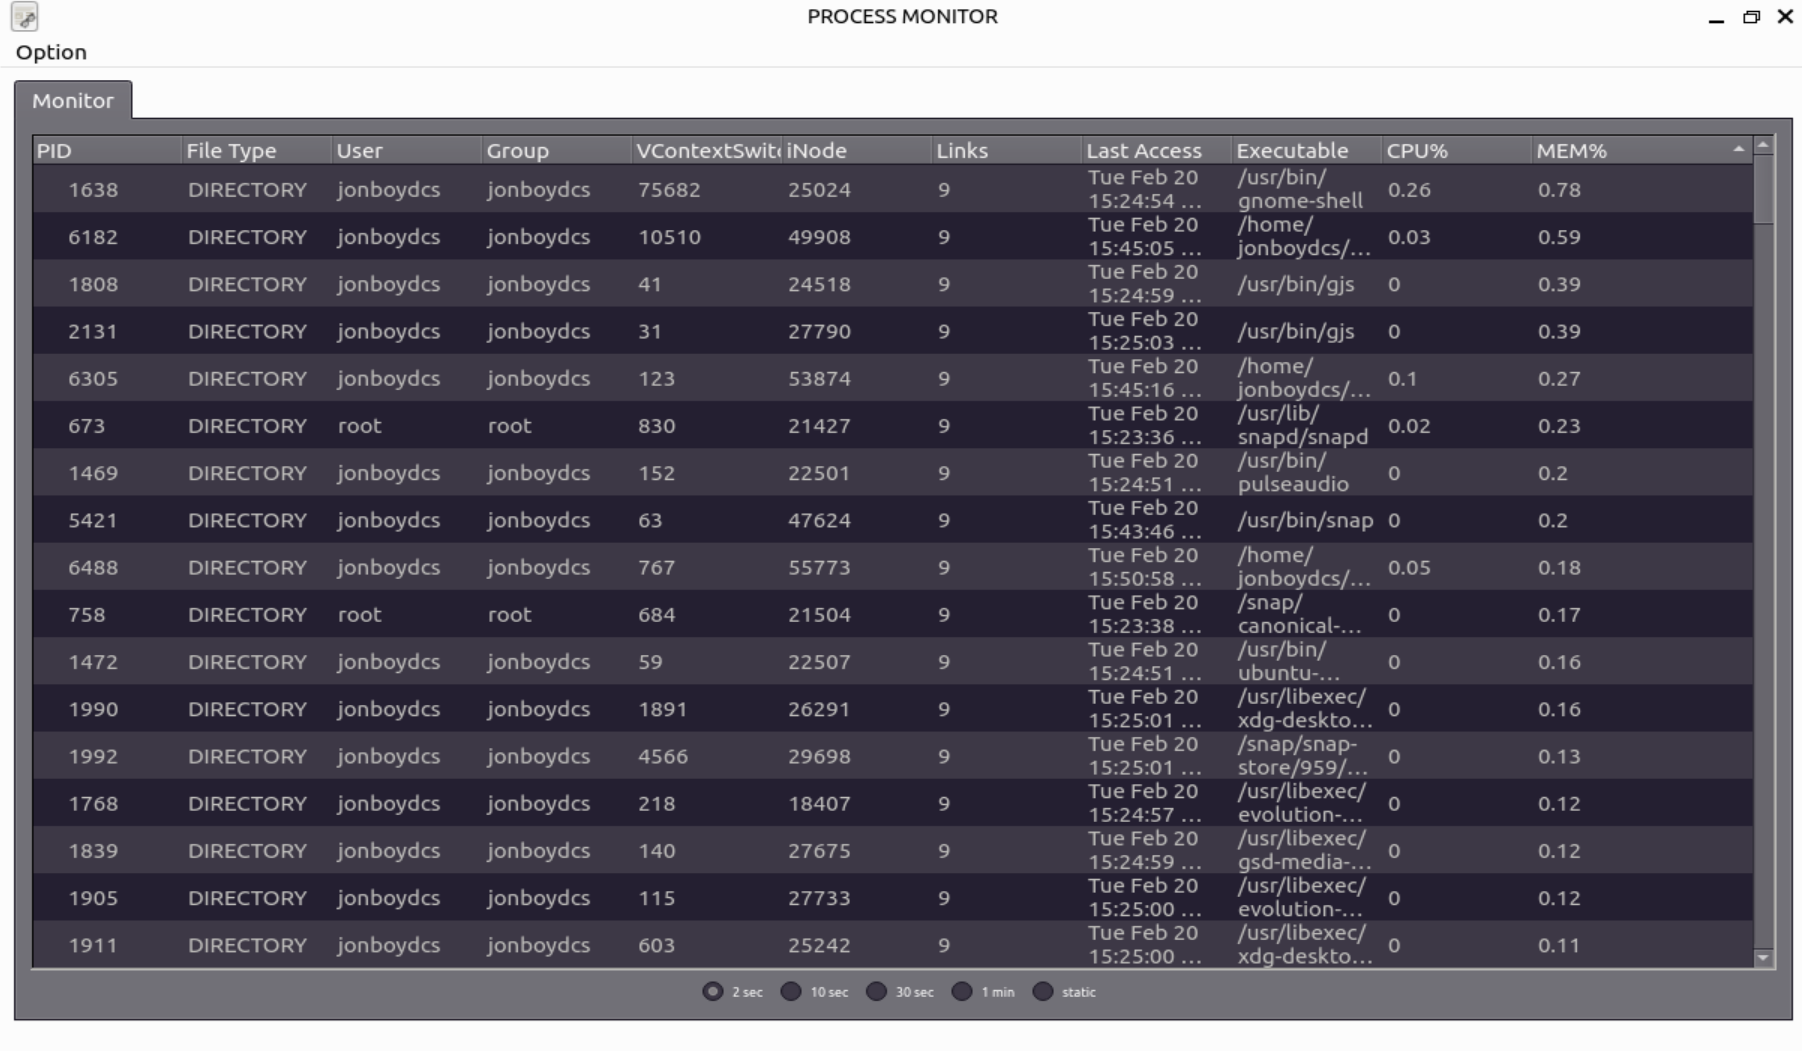 PROCESS MONITOR
Option
Monitor
PID File Type User Group VContextSwitc iNode Links Last Access Executable CPU% MEM%
1638 DIRECTORY jonboydcs jonboydcs 75682 25024 9 Tue Feb 20 15:24:54 ... /usr/bin/gnome-shell 0.26 0.78
6182 DIRECTORY jonboydcs jonboydcs 10510 49908 9 Tue Feb 20 15:45:05 ... /home/jonboydcs/... 0.03 0.59
1808 DIRECTORY jonboydcs jonboydcs 41 24518 9 Tue Feb 20 15:24:59 ... /usr/bin/gjs 0 0.39
2131 DIRECTORY jonboydcs jonboydcs 31 27790 9 Tue Feb 20 15:25:03 ... /usr/bin/gjs 0 0.39
6305 DIRECTORY jonboydcs jonboydcs 123 53874 9 Tue Feb 20 15:45:16 ... /home/jonboydcs/... 0.1 0.27
673 DIRECTORY root root 830 21427 9 Tue Feb 20 15:23:36 ... /usr/lib/snapd/snapd 0.02 0.23
1469 DIRECTORY jonboydcs jonboydcs 152 22501 9 Tue Feb 20 15:24:51 ... /usr/bin/pulseaudio 0 0.2
5421 DIRECTORY jonboydcs jonboydcs 63 47624 9 Tue Feb 20 15:43:46 ... /usr/bin/snap 0 0.2
6488 DIRECTORY jonboydcs jonboydcs 767 55773 9 Tue Feb 20 15:50:58 ... /home/jonboydcs/... 0.05 0.18
758 DIRECTORY root root 684 21504 9 Tue Feb 20 15:23:38 ... /snap/canonical-... 0 0.17
1472 DIRECTORY jonboydcs jonboydcs 59 22507 9 Tue Feb 20 15:24:51 ... /usr/bin/ubuntu-... 0 0.16
1990 DIRECTORY jonboydcs jonboydcs 1891 26291 9 Tue Feb 20 15:25:01 ... /usr/libexec/xdg-deskto... 0 0.16
1992 DIRECTORY jonboydcs jonboydcs 4566 29698 9 Tue Feb 20 15:25:01 ... /snap/snap-store/959/... 0 0.13
1768 DIRECTORY jonboydcs jonboydcs 218 18407 9 Tue Feb 20 15:24:57 ... /usr/libexec/evolution-... 0 0.12
1839 DIRECTORY jonboydcs jonboydcs 140 27675 9 Tue Feb 20 15:24:59 ... /usr/libexec/gsd-media-... 0 0.12
1905 DIRECTORY jonboydcs jonboydcs 115 27733 9 Tue Feb 20 15:25:00 ... /usr/libexec/evolution-... 0 0.12
1911 DIRECTORY jonboydcs jonboydcs 603 25242 9 Tue Feb 20 15:25:00 ... /usr/libexec/xdg-deskto... 0 0.11
2 sec 10 sec 30 sec 1 min static